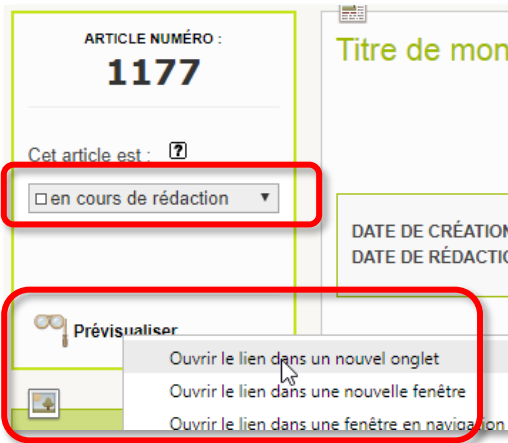 ARTICLE NUMÉRO :
1177
Cet article est : ?
en cours de rédaction
Prévisualiser
Ouvrir le lien dans un nouvel onglet
Ouvrir le lien dans une nouvelle fenêtre
Ouvrir le lien dans une fenêtre en navigation
Titre de mon
DATE DE CRÉATION
DATE DE RÉDACTIO